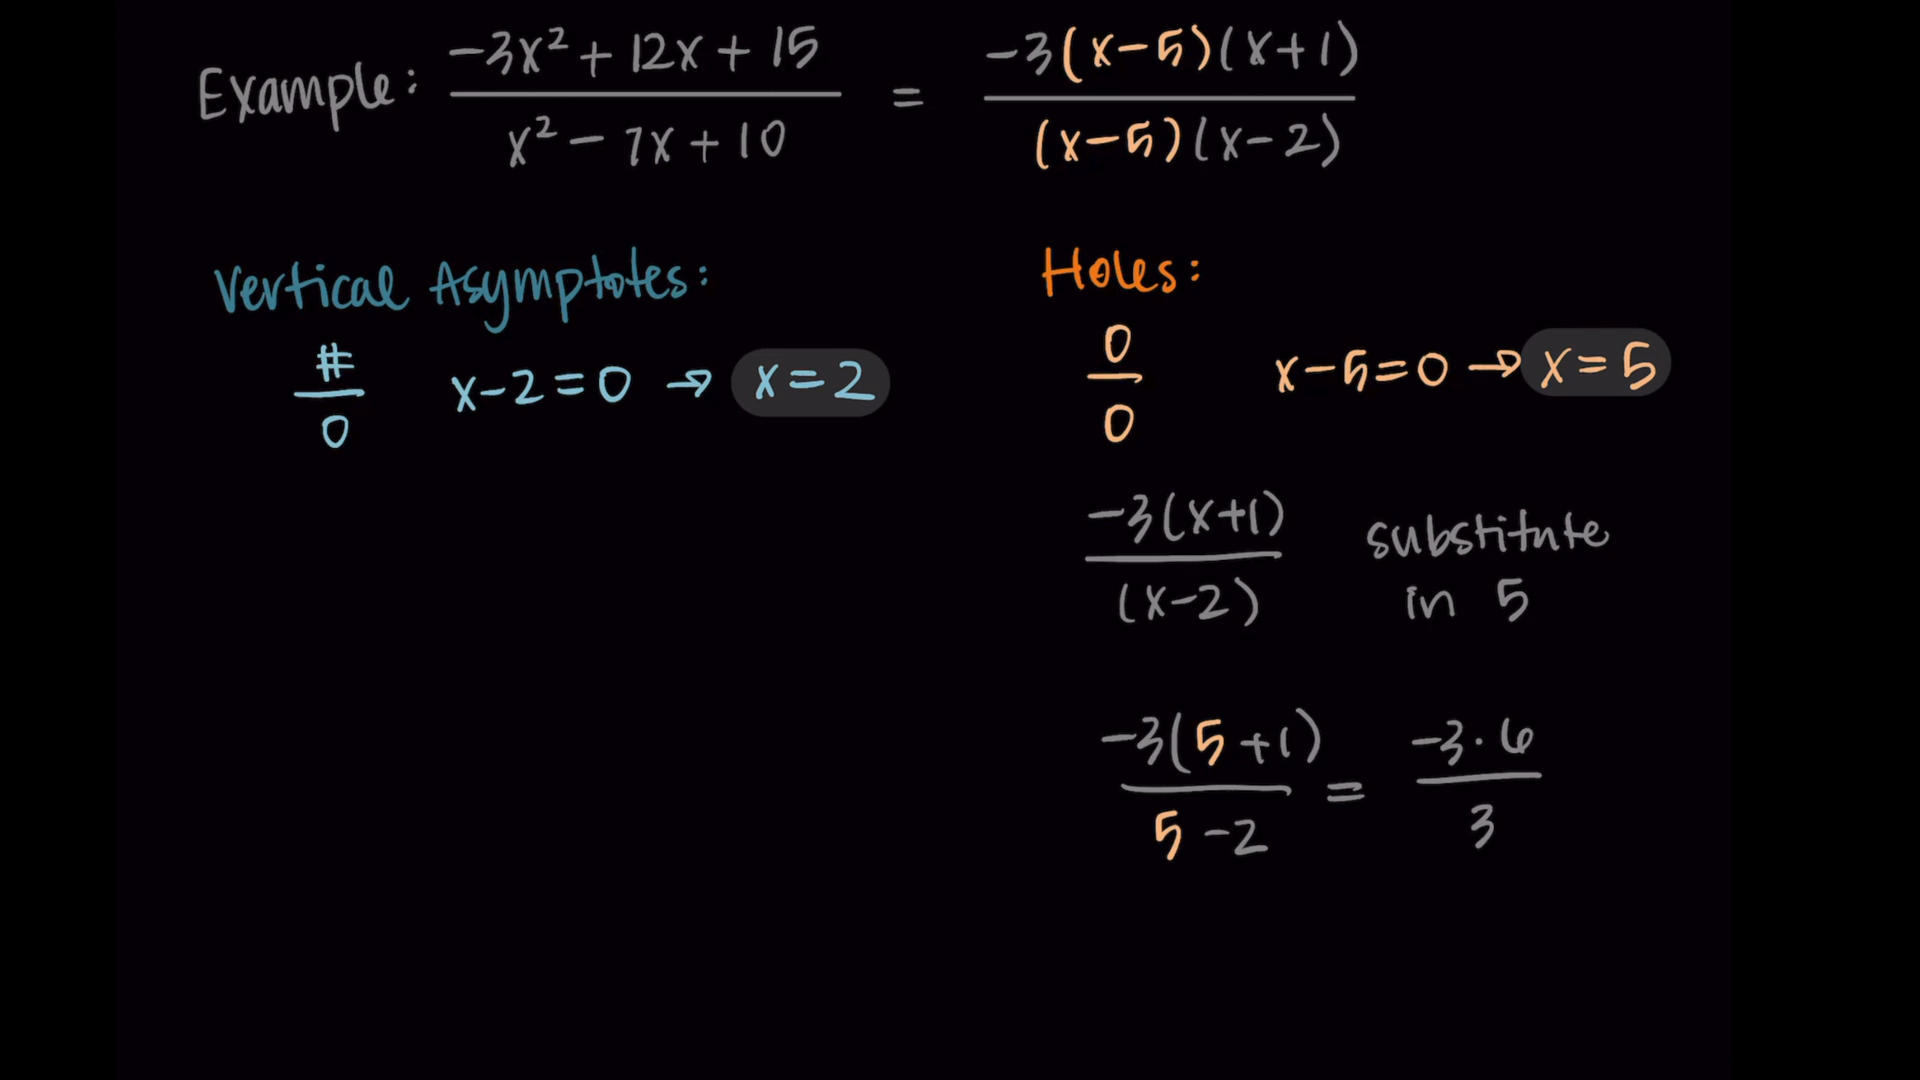 Example: (-3x² + 12x + 15)/(x² - 7x + 10) = (-3(x-5)(x+1))/((x-5)(x-2))
Vertical Asymptotes:
#/0 x-2=0 → x=2
Holes:
0/0 x-5=0 → x=5
(-3(x+1))/((x-2)) substitute in 5
(-3(5+1))/(5-2) = (-3·6)/3